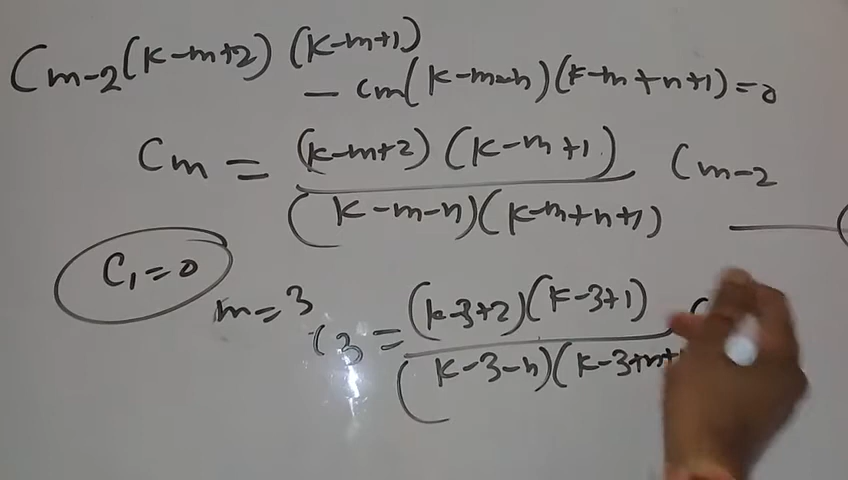 Cm-2(k-m+2) (k-m+1)
- Cm(k-m-n)(k-m+n+1)=0
Cm = (k-m+2) (k-m+1) / (k-m-n)(k-m+n+1) Cm-2
C1=0
m=3
C3 = (k-3+2)(k-3+1) / (k-3-n)(k-3+n+